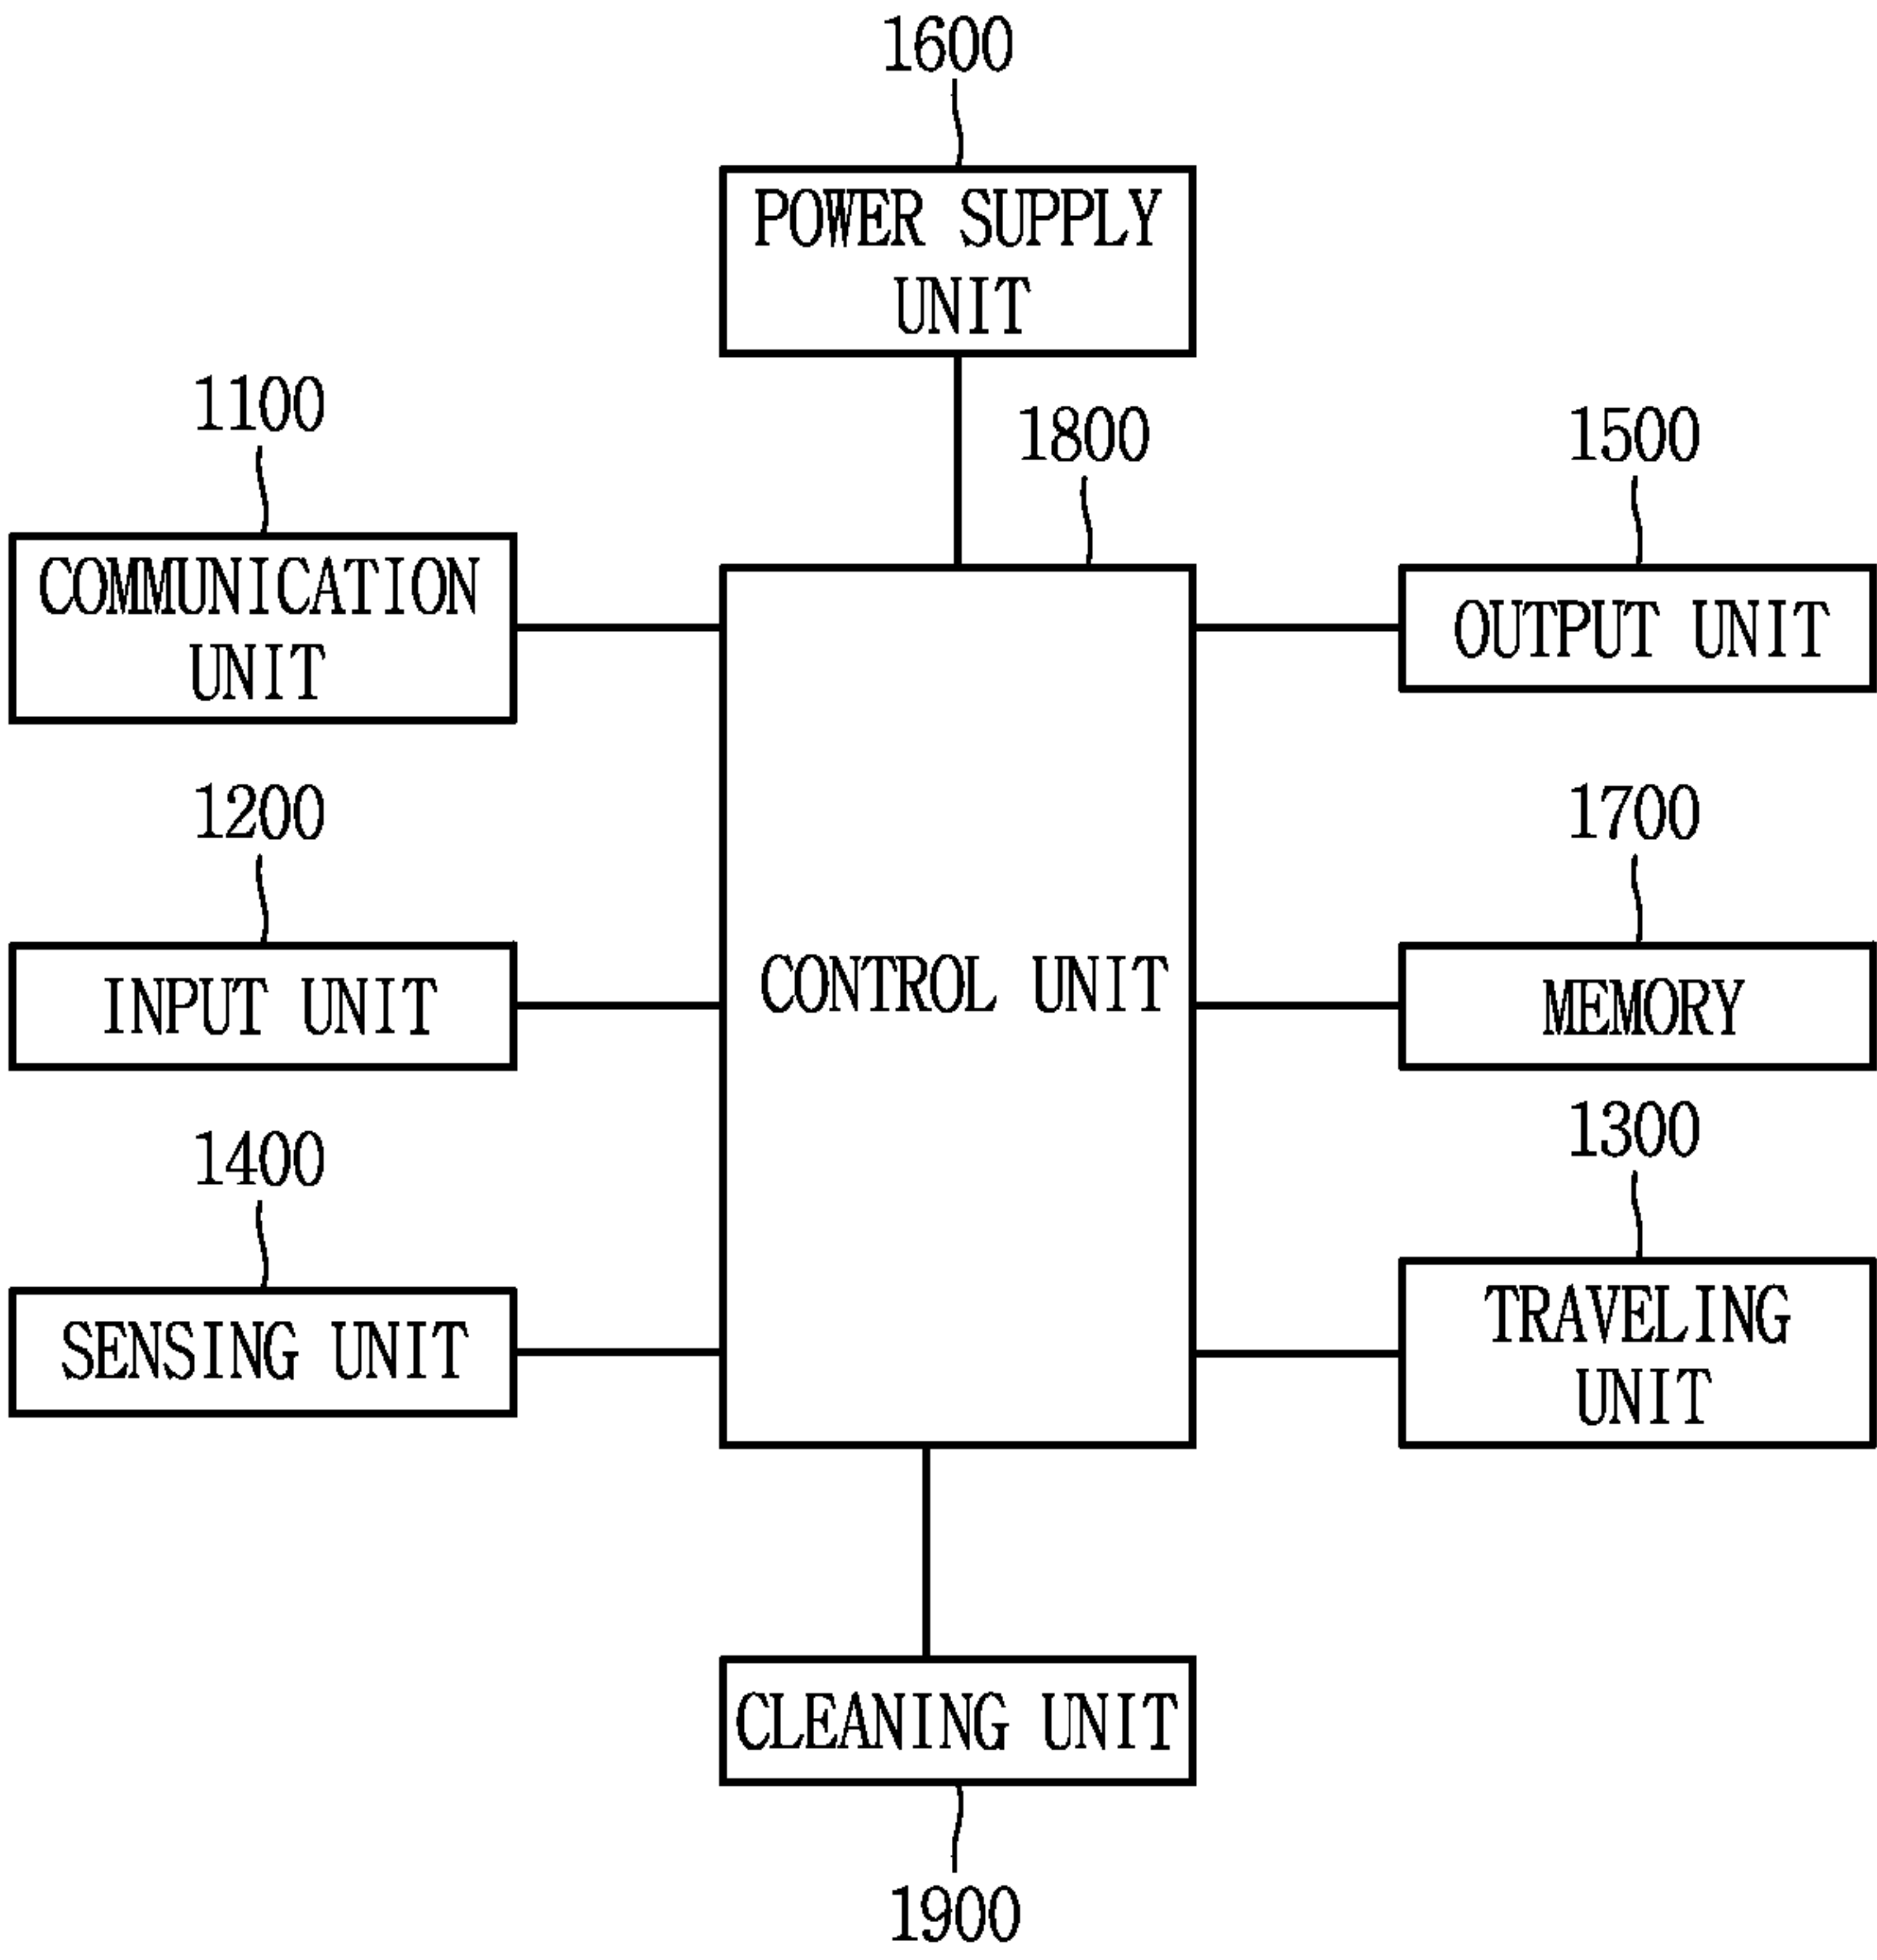 1600
POWER SUPPLY
UNIT
1100
COMMUNICATION
UNIT
1200
INPUT UNIT
1400
SENSING UNIT
1800
CONTROL UNIT
1500
OUTPUT UNIT
1700
MEMORY
1300
TRAVELING
UNIT
CLEANING UNIT
1900